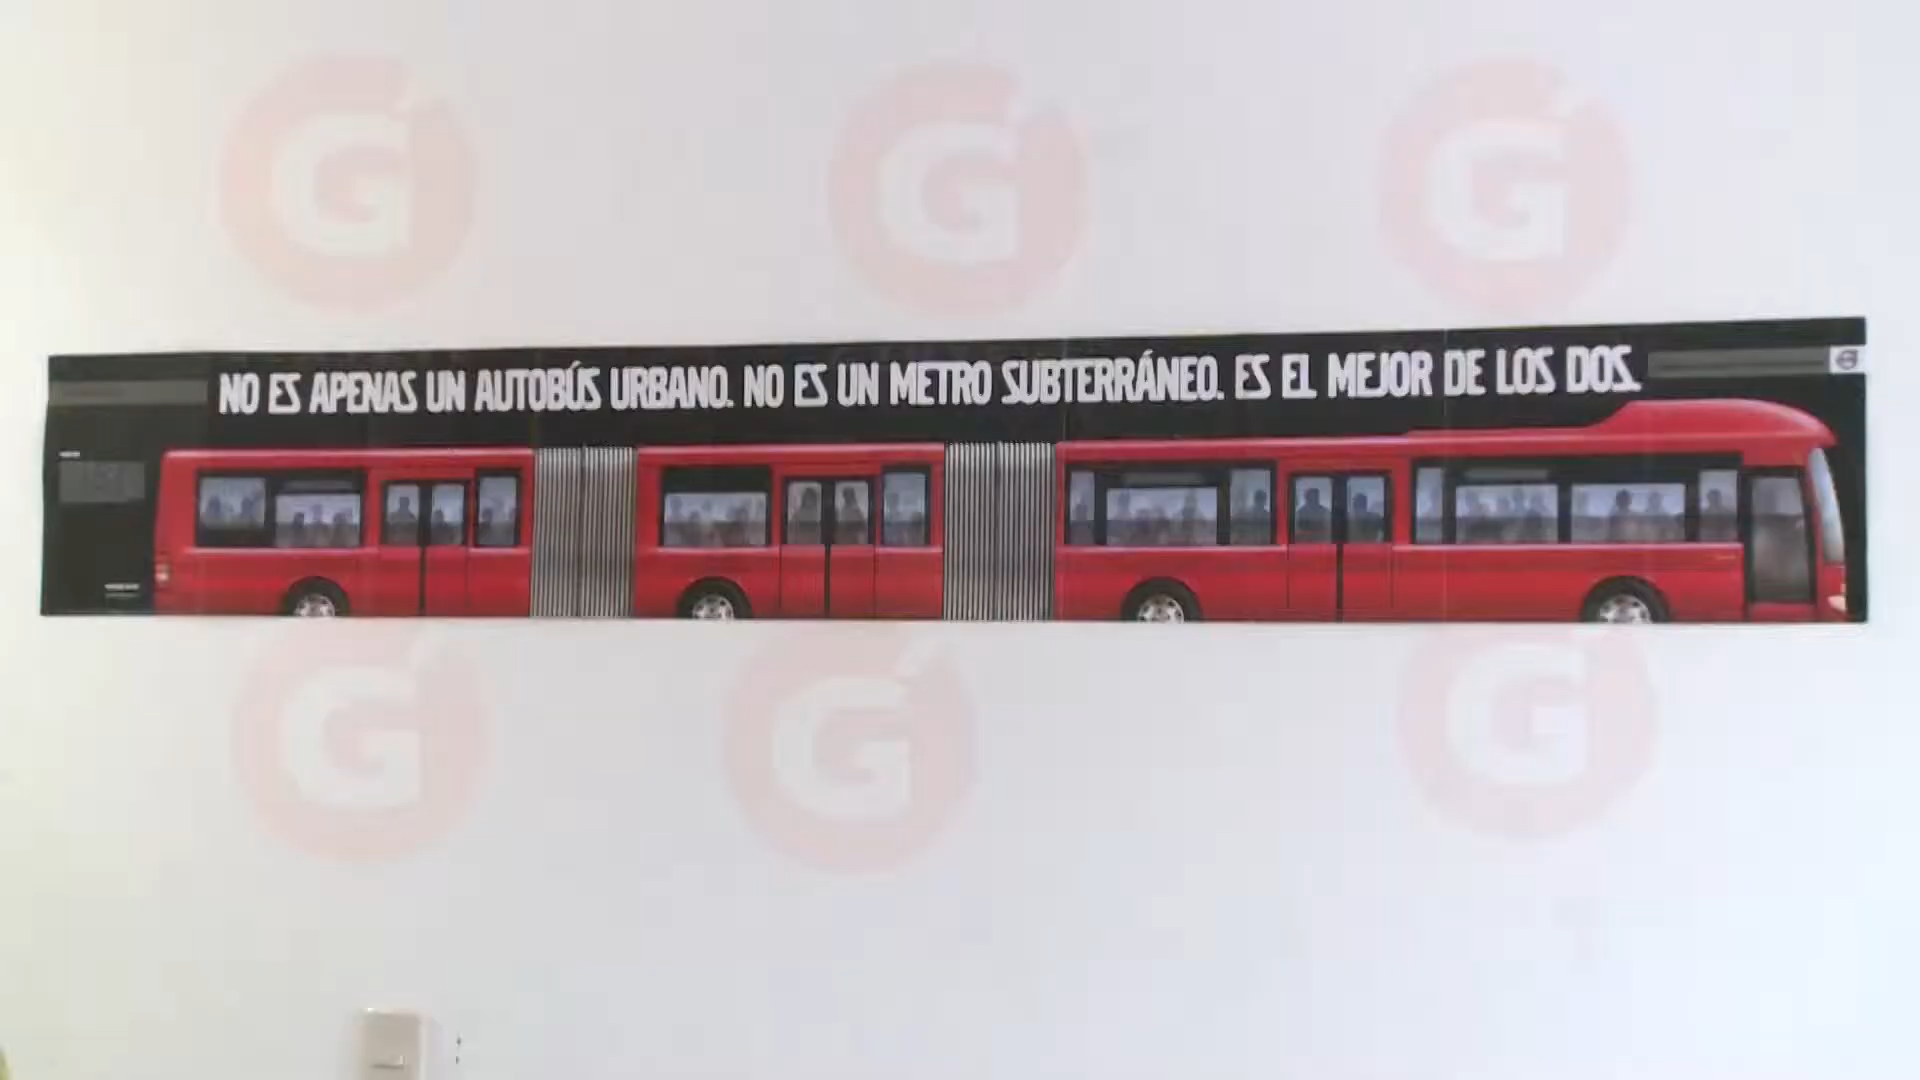 NO ES APENAS UN AUTOBÚS URBANO. NO ES UN METRO SUBTERRÁNEO. ES EL MEJOR DE LOS DOS.
G
G
G
G
G
G